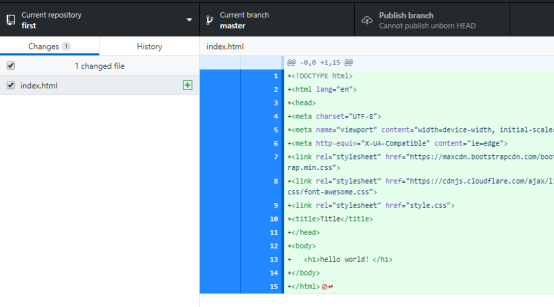 Current repository
first
Current branch
master
Publish branch
Cannot publish unborn HEAD
Changes 1
History
index.html
1 changed file
index.html
@@ -0,0 +1,15 @@
1 +<!DOCTYPE html>
2 +<html lang="en">
3 +<head>
4 +<meta charset="UTF-8">
5 +<meta name="viewport" content="width=device-width, initial-scale
6 +<meta http-equiv="X-UA-Compatible" content="ie=edge">
7 +<link rel="stylesheet" href="https://maxcdn.bootstrapcdn.com/boot
rap.min.css">
8 +<link rel="stylesheet" href="https://cdnjs.cloudflare.com/ajax/li
css/font-awesome.css">
9 +<link rel="stylesheet" href="style.css">
10 +<title>Title</title>
11 +</head>
12 +<body>
13 +   <h1>hello world! </h1>
14 +</body>
15 +</html>